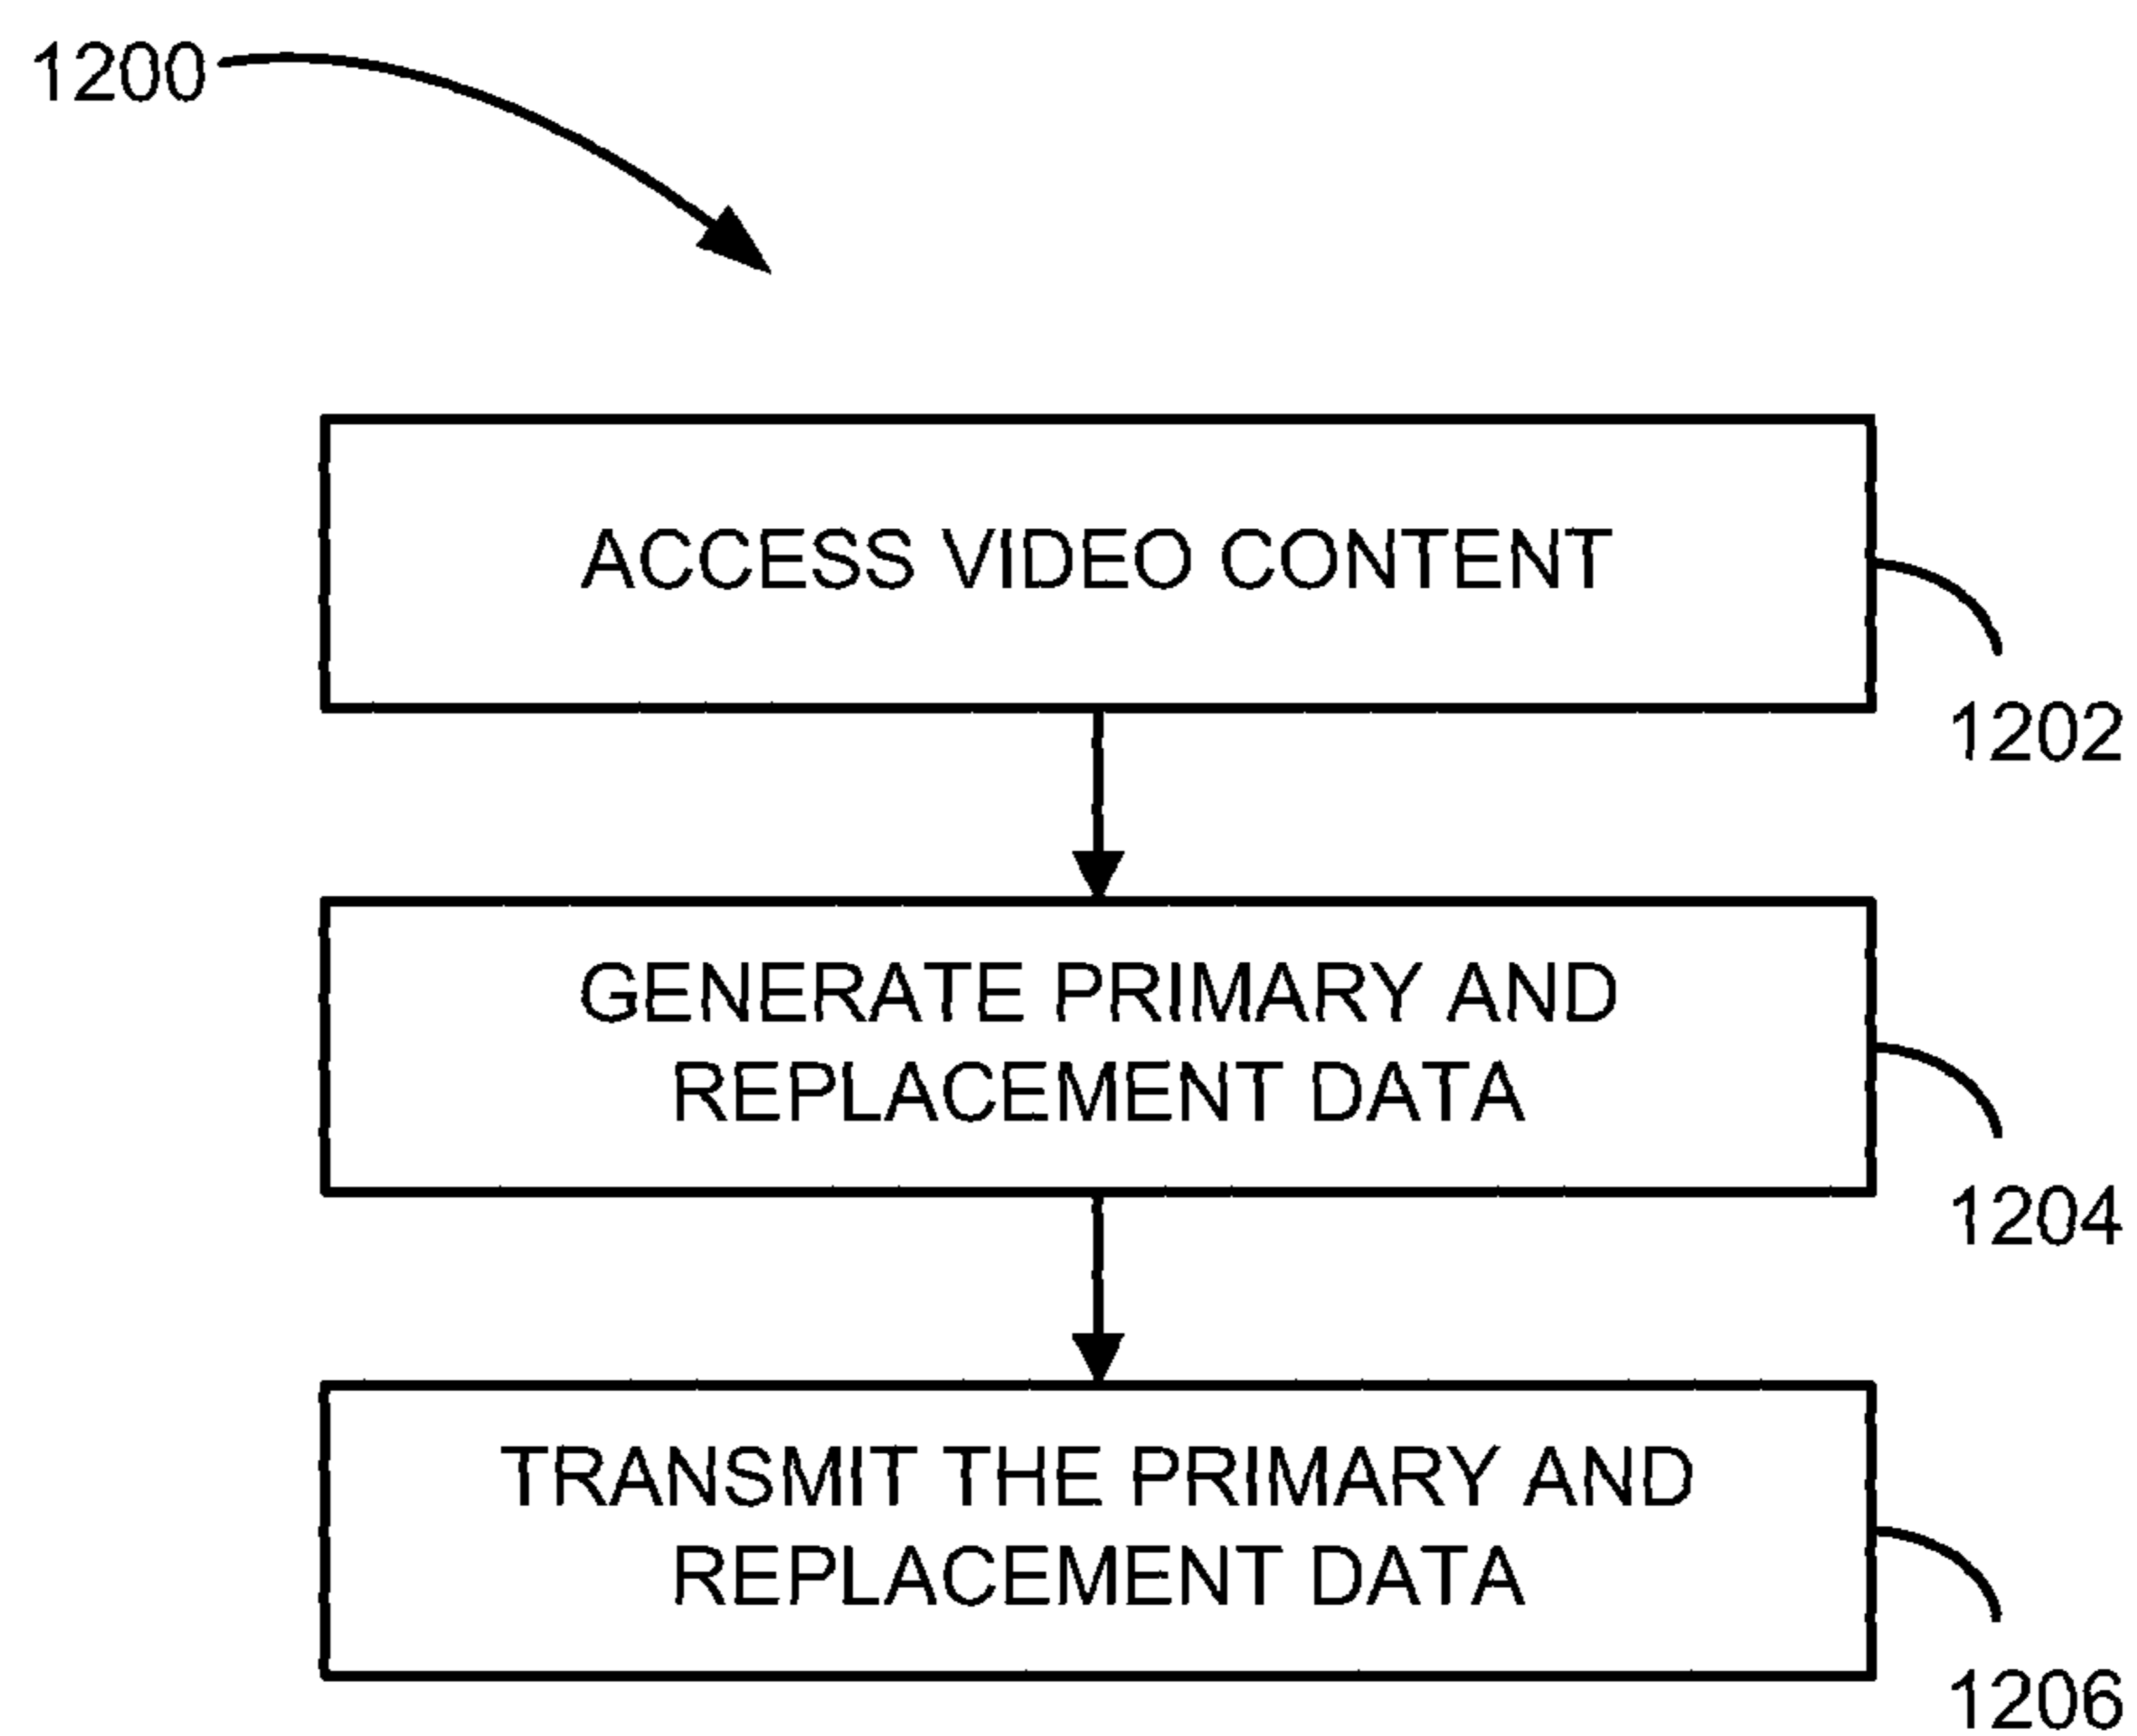 1200
ACCESS VIDEO CONTENT
1202
GENERATE PRIMARY AND
REPLACEMENT DATA
1204
TRANSMIT THE PRIMARY AND
REPLACEMENT DATA
1206